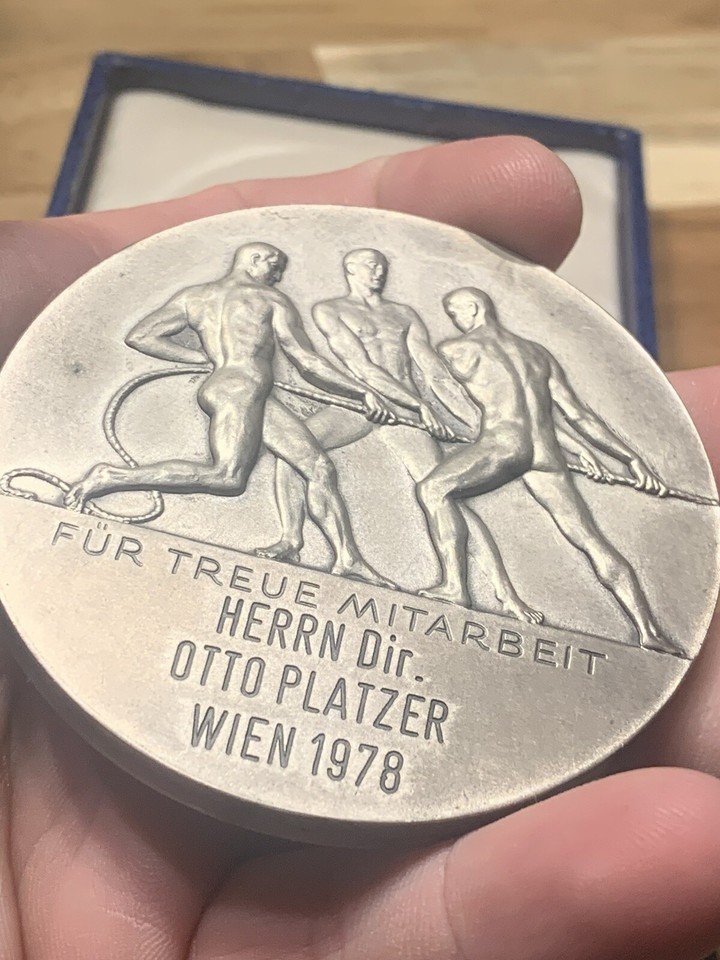 FÜR TREUE MITARBEIT
HERRN Dir.
OTTO PLATZER
WIEN 1978